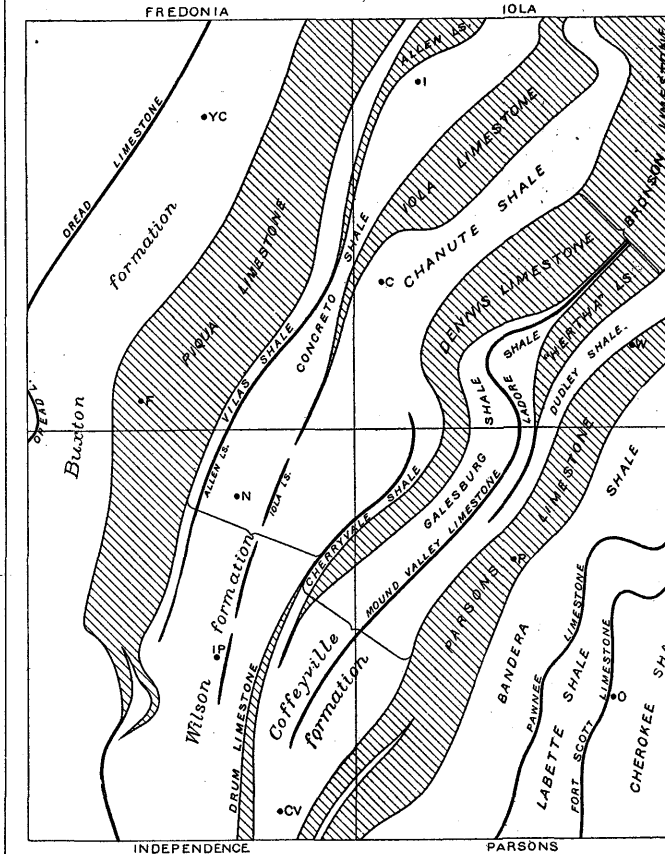 FREDONIA
IOLA
ALLEN LS.
I
YC
OREAD LIMESTONE
IOLA LIMESTONE
BRONSON LIMESTONE
formation
PIQUA LIMESTONE
CONCRETO SHALE
CHANUTE SHALE
C
DENNIS LIMESTONE
"HERTHA" LS.
VILAS SHALE
LADORE SHALE
DUDLEY SHALE.
W
F
OREAD L.
Buxton
GALESBURG SHALE
ALLEN LS.
N
IOLA LS.
CHERRYVALE SHALE
MOUND VALLEY LIMESTONE
PARSONS LIMESTONE
P
BANDERA SHALE
Wilson formation
IP
Coffeyville formation
DRUM LIMESTONE
PAWNEE LIMESTONE
LABETTE SHALE
FORT SCOTT LIMESTONE
O
CHEROKEE SHA
CV
INDEPENDENCE
PARSONS